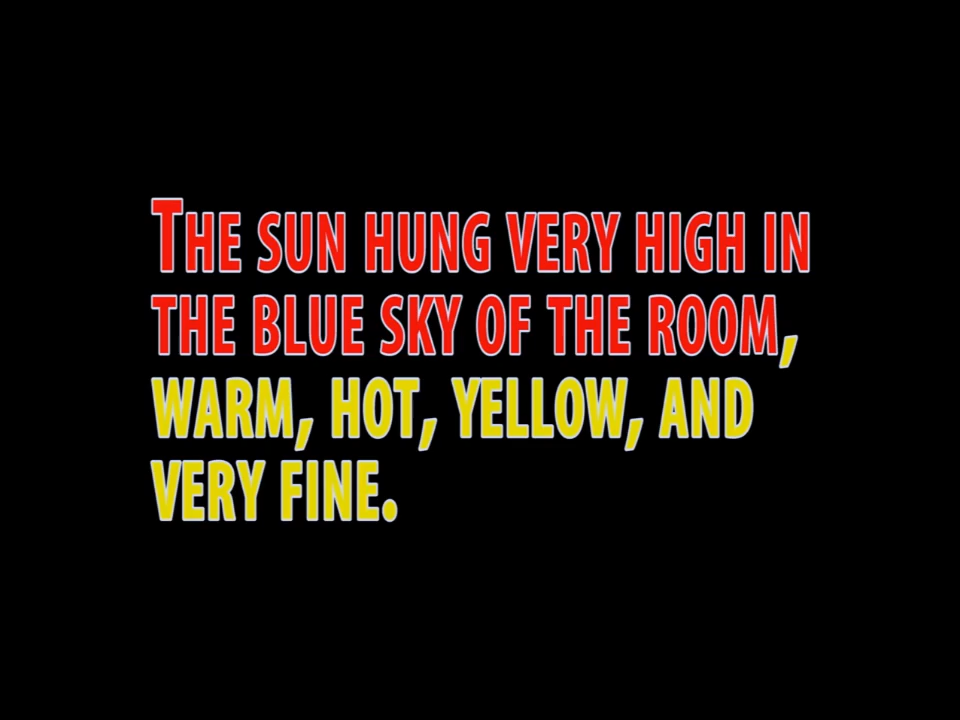 The sun hung very high in
the blue sky of the room,
warm, hot, yellow, and
very fine.